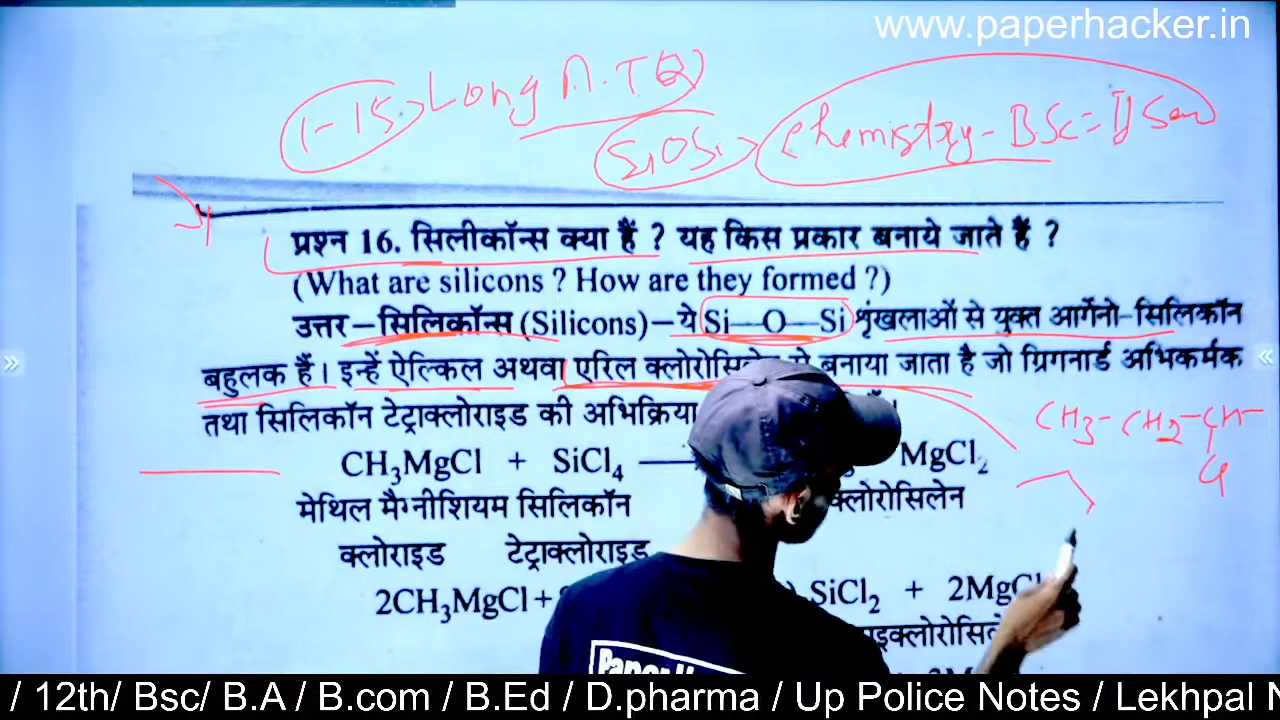 www.paperhacker.in
1-15 Long A.T.Q
Si O Si Chemistry - BSc = II Sem
प्रश्न 16. सिलीकॉन्स क्या हैं ? यह किस प्रकार बनाये जाते हैं ?
(What are silicons ? How are they formed ?)
उत्तर–सिलिकॉन्स (Silicons)–ये Si—O—Si शृंखलाओं से युक्त आर्गेनो-सिलिकॉन
बहुलक हैं। इन्हें ऐल्किल अथवा एरिल बनाया जाता है जो ग्रिगनार्ड अभिकर्मक
तथा सिलिकॉन टेट्राक्लोराइड की अभिक्रिया
CH3-CH2-CH-
CH₃MgCl + SiCl₄ — MgCl₂
मेथिल मैग्नीशियम सिलिकॉन क्लोरोसिलेन
क्लोराइड टेट्राक्लोराइड
2CH₃MgCl + SiCl₂ + 2MgCl
/ 12th/ Bsc/ B.A / B.com / B.Ed / D.pharma / Up Police Notes / Lekhpal